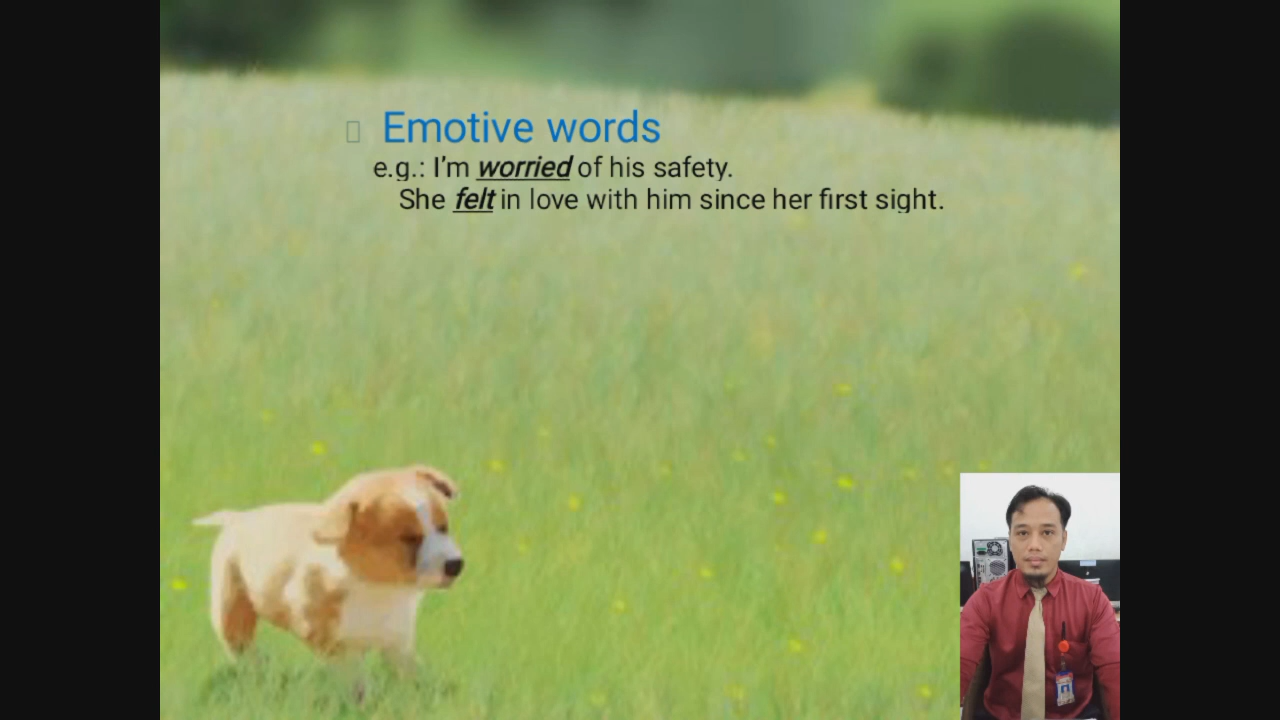 Emotive words
e.g.: I'm worried of his safety.
She felt in love with him since her first sight.